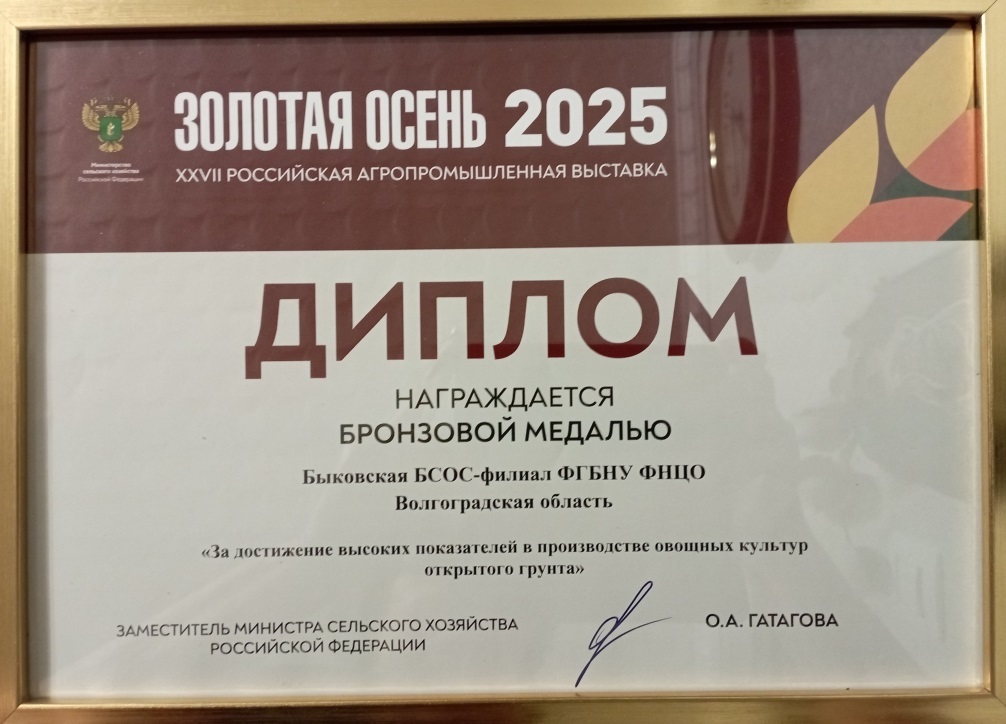 ЗОЛОТАЯ ОСЕНЬ 2025
XXVII РОССИЙСКАЯ АГРОПРОМЫШЛЕННАЯ ВЫСТАВКА
Министерство
сельского хозяйства
Российской Федерации
ДИПЛОМ
НАГРАЖДАЕТСЯ
БРОНЗОВОЙ МЕДАЛЬЮ
Быковская БСОС-филиал ФГБНУ ФНЦО
Волгоградская область
«За достижение высоких показателей в производстве овощных культур
открытого грунта»
ЗАМЕСТИТЕЛЬ МИНИСТРА СЕЛЬСКОГО ХОЗЯЙСТВА
РОССИЙСКОЙ ФЕДЕРАЦИИ
О.А. ГАТАГОВА